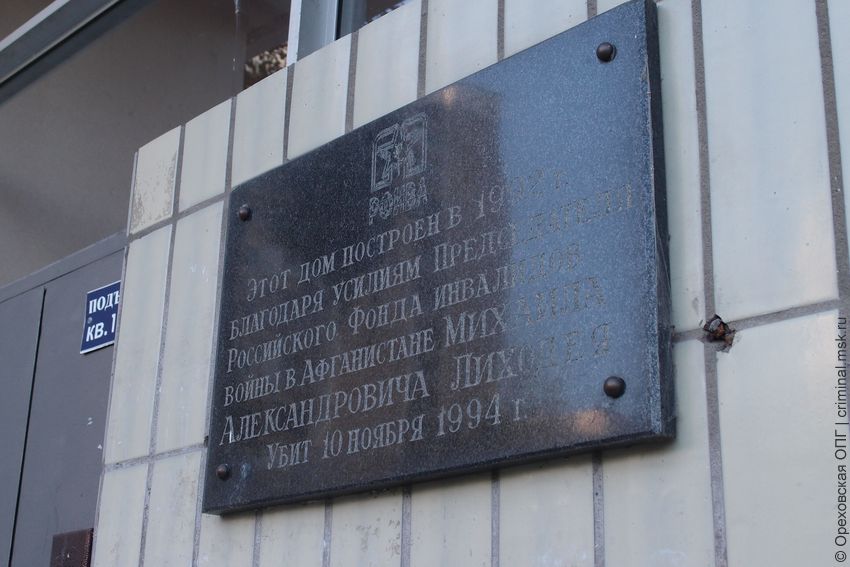 РФИВА
Этот дом построен в 1992 г.
благодаря усилиям Председателя
Российского Фонда инвалидов
войны в Афганистане Михаила
Александровича Лиходея
Убит 10 ноября 1994 г.
ПОДЪ
КВ. 1
© Ореховская ОПГ | criminal.msk.ru